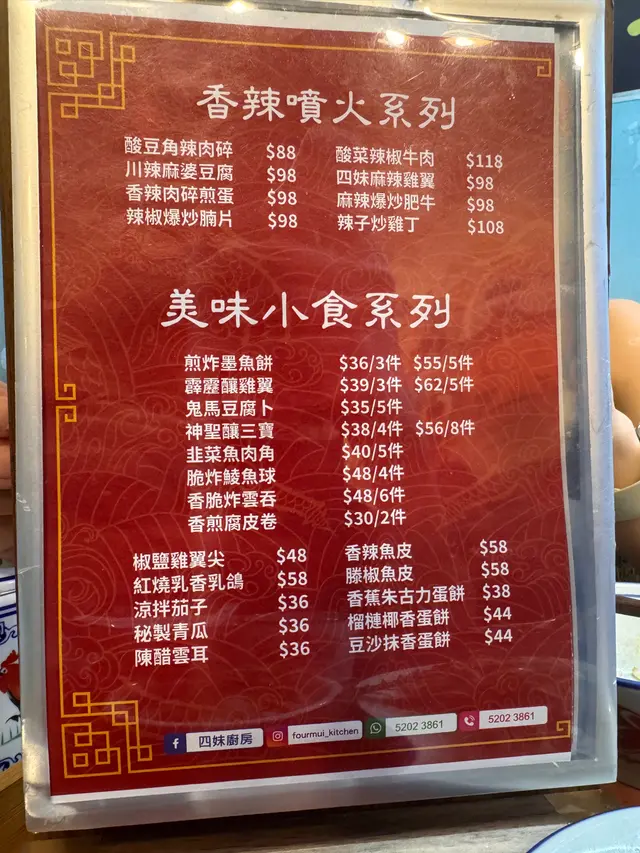 香辣噴火系列
酸豆角辣肉碎 $88 酸菜辣椒牛肉 $118
川辣麻婆豆腐 $98 四妹麻辣雞翼 $98
香辣肉碎煎蛋 $98 麻辣爆炒肥牛 $98
辣椒爆炒腩片 $98 辣子炒雞丁 $108
美味小食系列
煎炸墨魚餅 $36/3件 $55/5件
霹靂釀雞翼 $39/3件 $62/5件
鬼馬豆腐卜 $35/5件
神聖釀三寶 $38/4件 $56/8件
韭菜魚肉角 $40/5件
脆炸鯪魚球 $48/4件
香脆炸雲吞 $48/6件
香煎腐皮卷 $30/2件
椒鹽雞翼尖 $48 香辣魚皮 $58
紅燒乳香乳鴿 $58 滕椒魚皮 $58
涼拌茄子 $36 香蕉朱古力蛋餅 $38
秘製青瓜 $36 榴槤椰香蛋餅 $44
陳醋雲耳 $36 豆沙抹香蛋餅 $44
四妹廚房 fourmui_kitchen 5202 3861 5202 3861